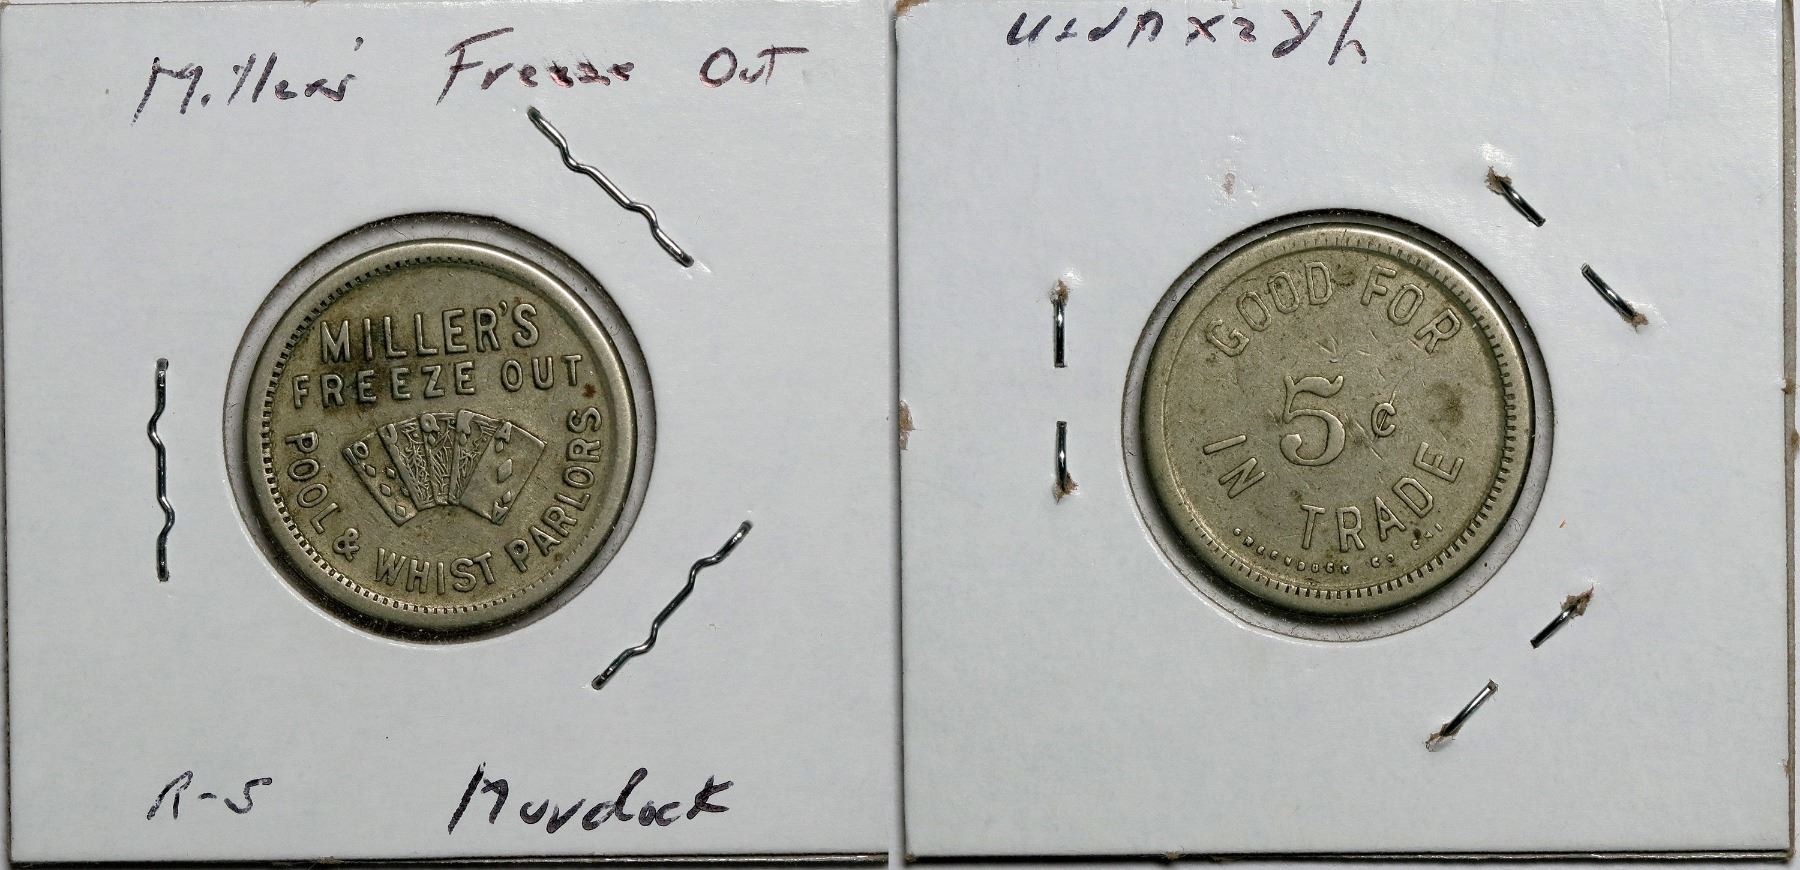 Millers' Freeze Out
MILLER'S
FREEZE OUT
POOL & WHIST PARLORS
R-5 Murdock
GOOD FOR
5¢
IN TRADE